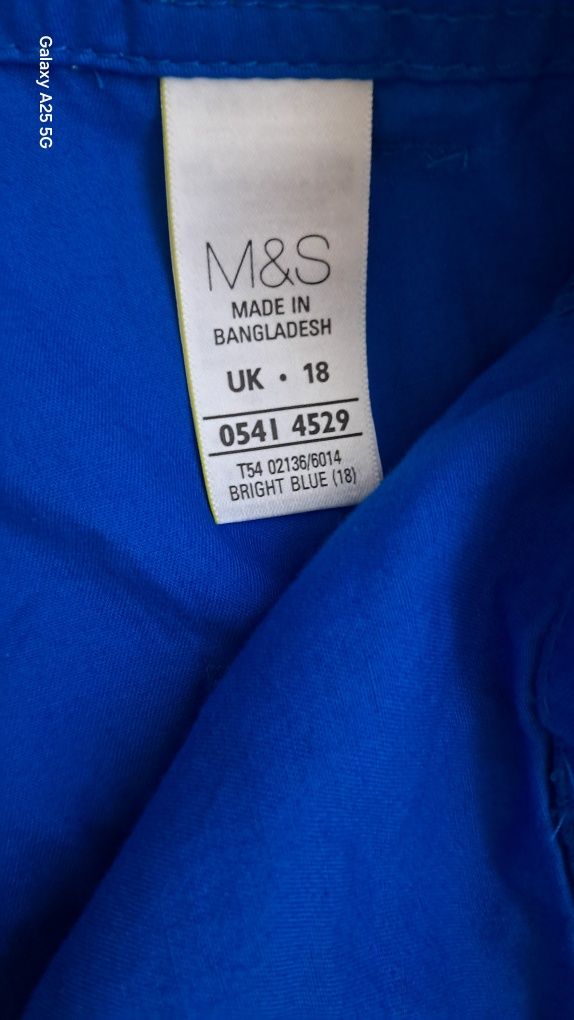 Galaxy A25 5G
M&S
MADE IN
BANGLADESH
UK • 18
0541 4529
T54 02136/6014
BRIGHT BLUE (18)